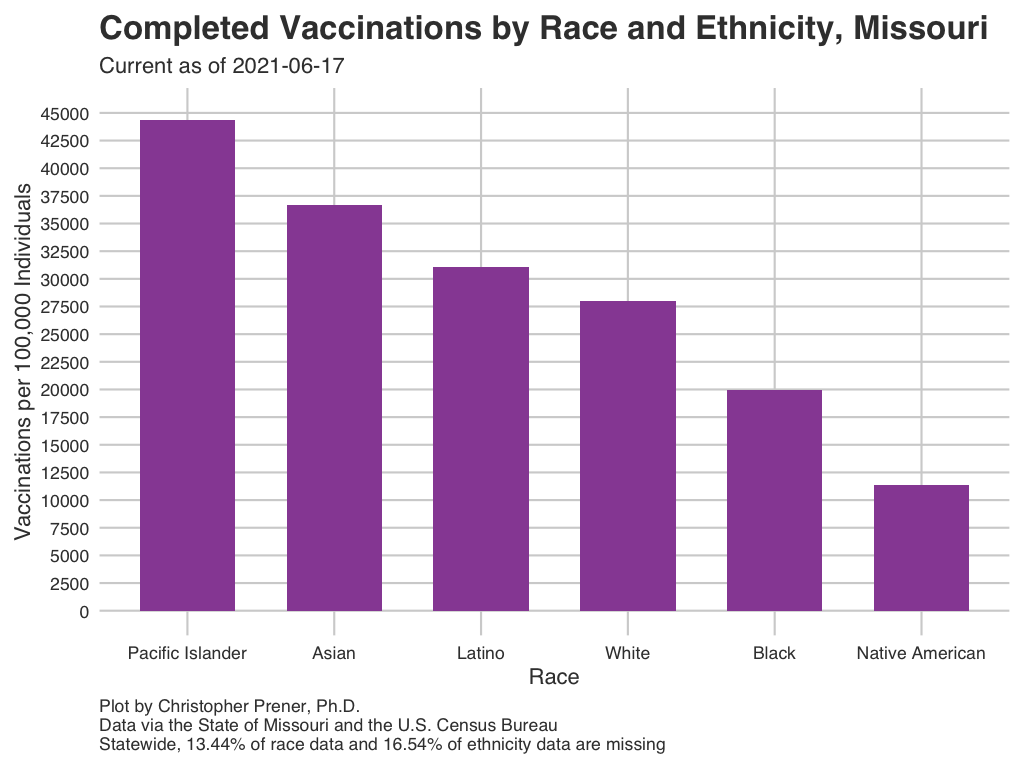 Completed Vaccinations by Race and Ethnicity, Missouri
Current as of 2021-06-17
Vaccinations per 100,000 Individuals
45000
42500
40000
37500
35000
32500
30000
27500
25000
22500
20000
17500
15000
12500
10000
7500
5000
2500
0
Pacific Islander
Asian
Latino
White
Black
Native American
Race
Plot by Christopher Prener, Ph.D.
Data via the State of Missouri and the U.S. Census Bureau
Statewide, 13.44% of race data and 16.54% of ethnicity data are missing